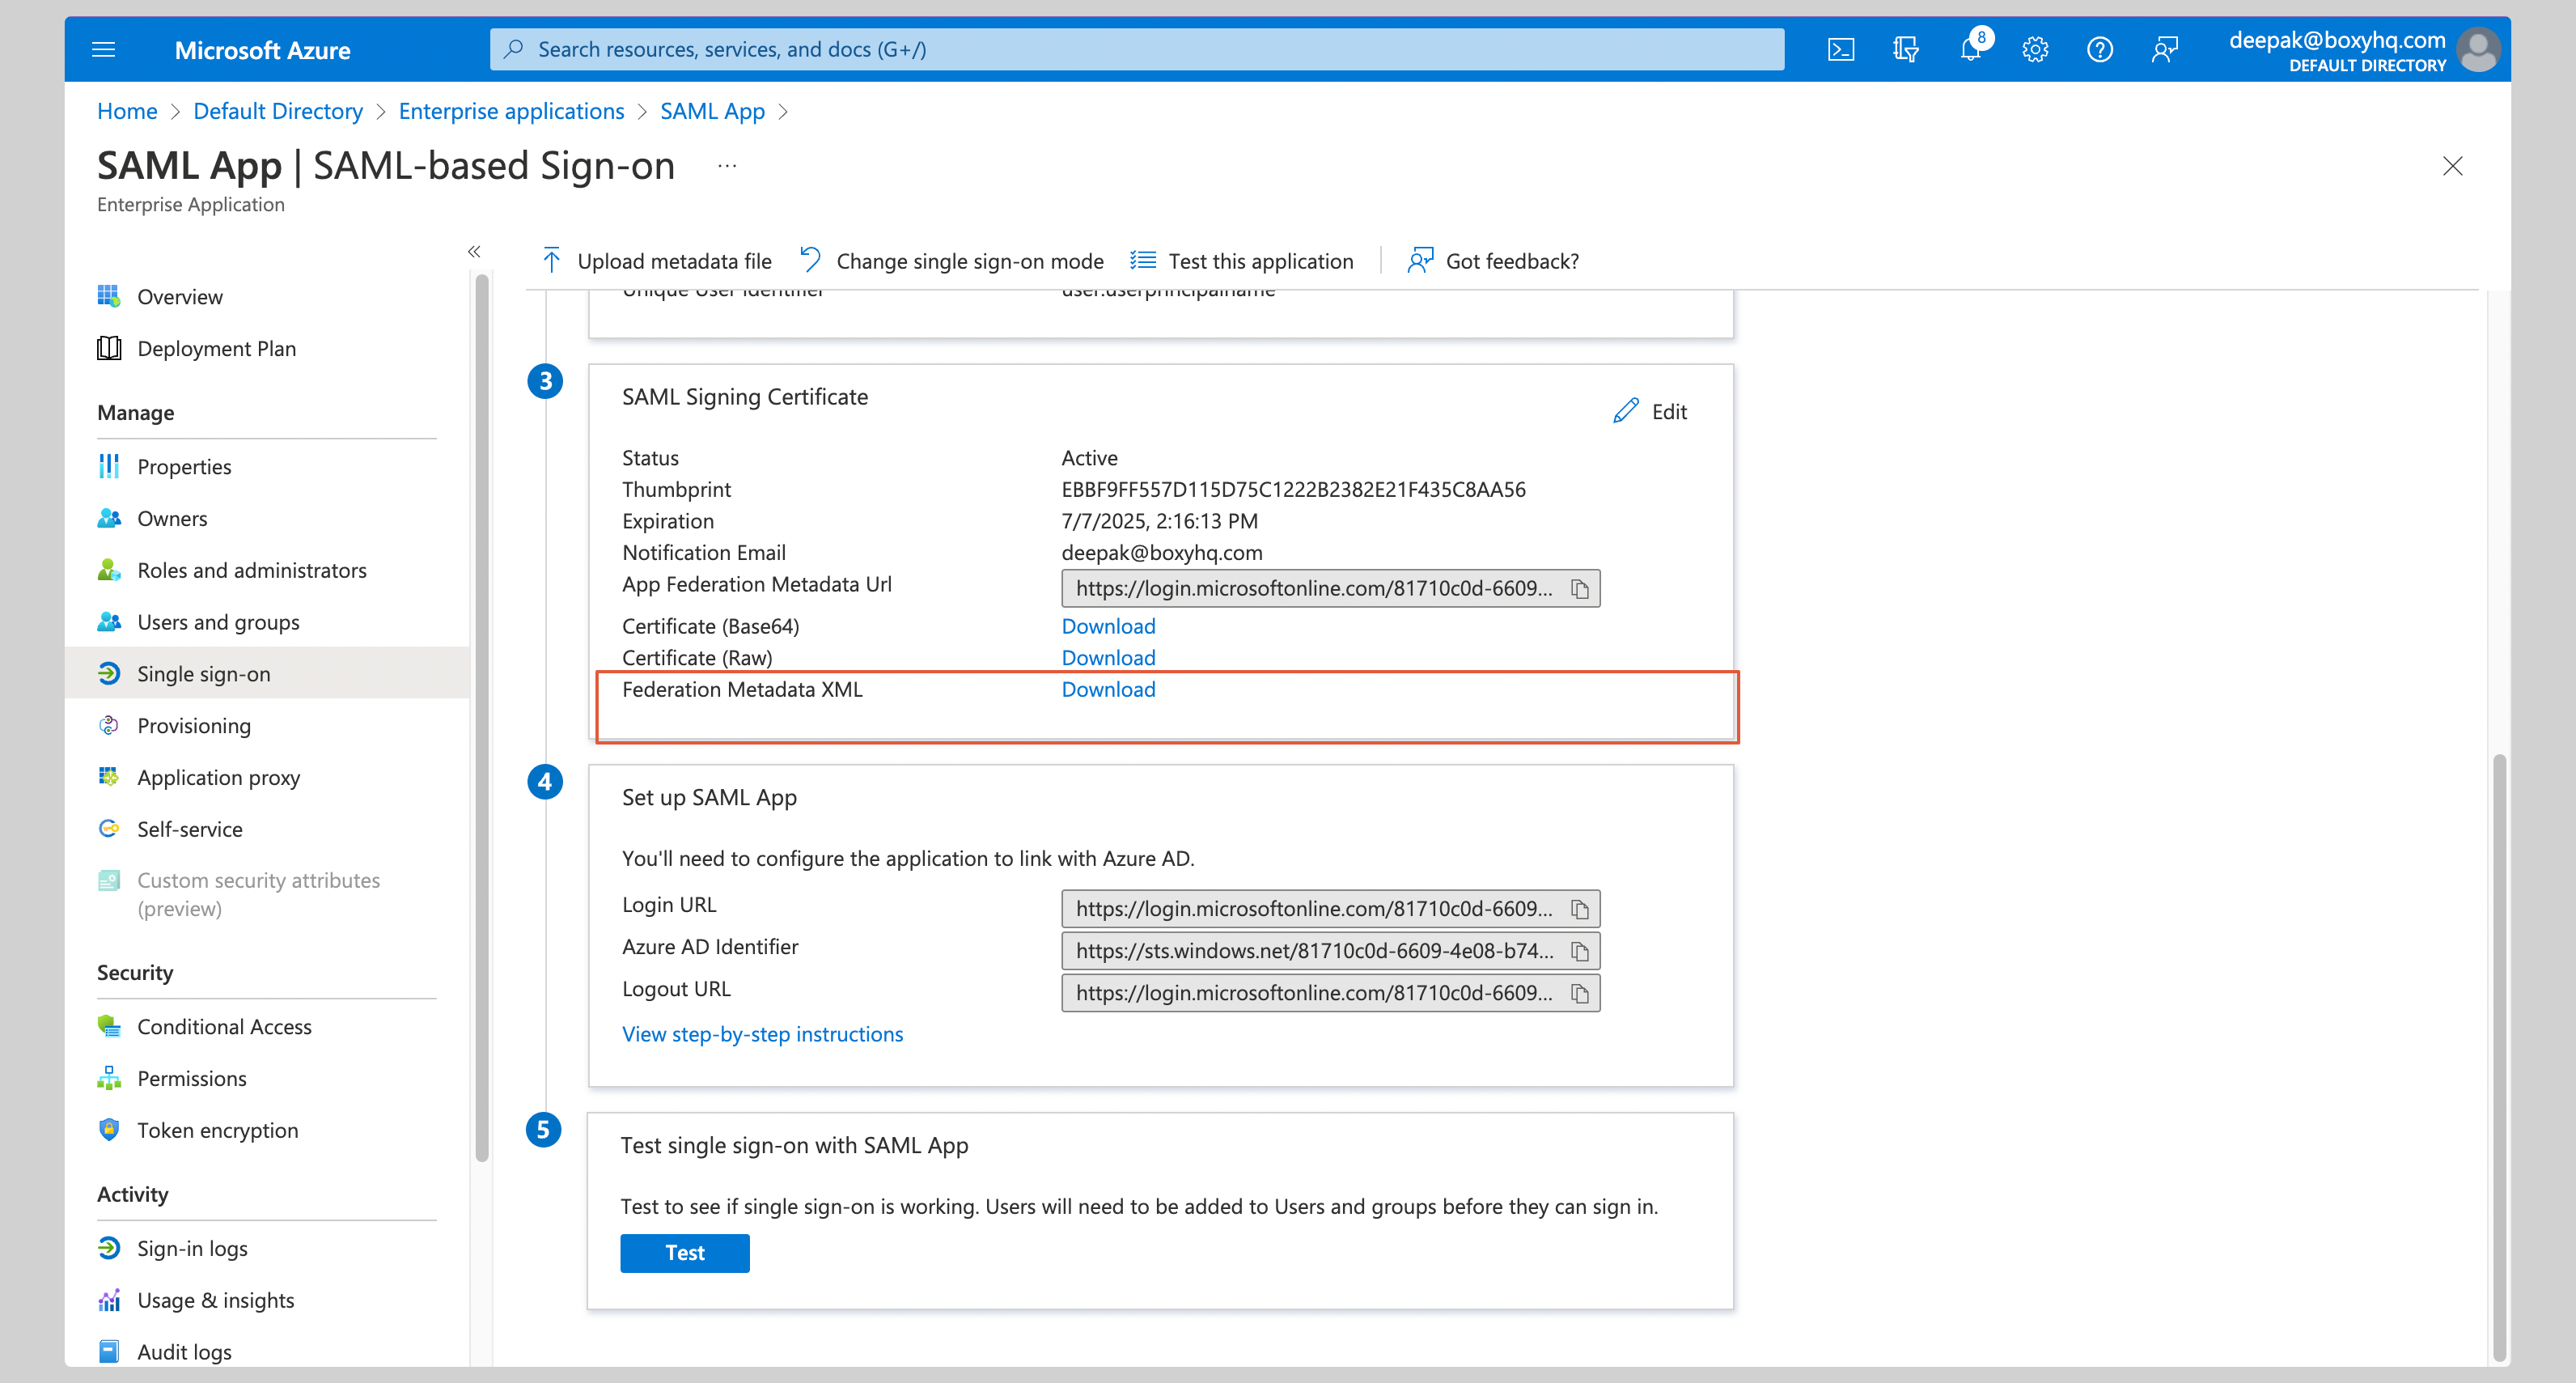 Microsoft Azure
Search resources, services, and docs (G+/)
8
deepak@boxyhq.com
DEFAULT DIRECTORY
Home > Default Directory > Enterprise applications > SAML App >
SAML App | SAML-based Sign-on ...
Enterprise Application
Overview
Deployment Plan
Manage
Properties
Owners
Roles and administrators
Users and groups
Single sign-on
Provisioning
Application proxy
Self-service
Custom security attributes
(preview)
Security
Conditional Access
Permissions
Token encryption
Activity
Sign-in logs
Usage & insights
Audit logs
Upload metadata file Change single sign-on mode Test this application Got feedback?
Unique User Identifier user.userprincipalname
3
SAML Signing Certificate
Edit
Status Active
Thumbprint EBBF9FF557D115D75C1222B2382E21F435C8AA56
Expiration 7/7/2025, 2:16:13 PM
Notification Email deepak@boxyhq.com
App Federation Metadata Url https://login.microsoftonline.com/81710c0d-6609...
Certificate (Base64) Download
Certificate (Raw) Download
Federation Metadata XML Download
4
Set up SAML App
You'll need to configure the application to link with Azure AD.
Login URL https://login.microsoftonline.com/81710c0d-6609...
Azure AD Identifier https://sts.windows.net/81710c0d-6609-4e08-b74...
Logout URL https://login.microsoftonline.com/81710c0d-6609...
View step-by-step instructions
5
Test single sign-on with SAML App
Test to see if single sign-on is working. Users will need to be added to Users and groups before they can sign in.
Test